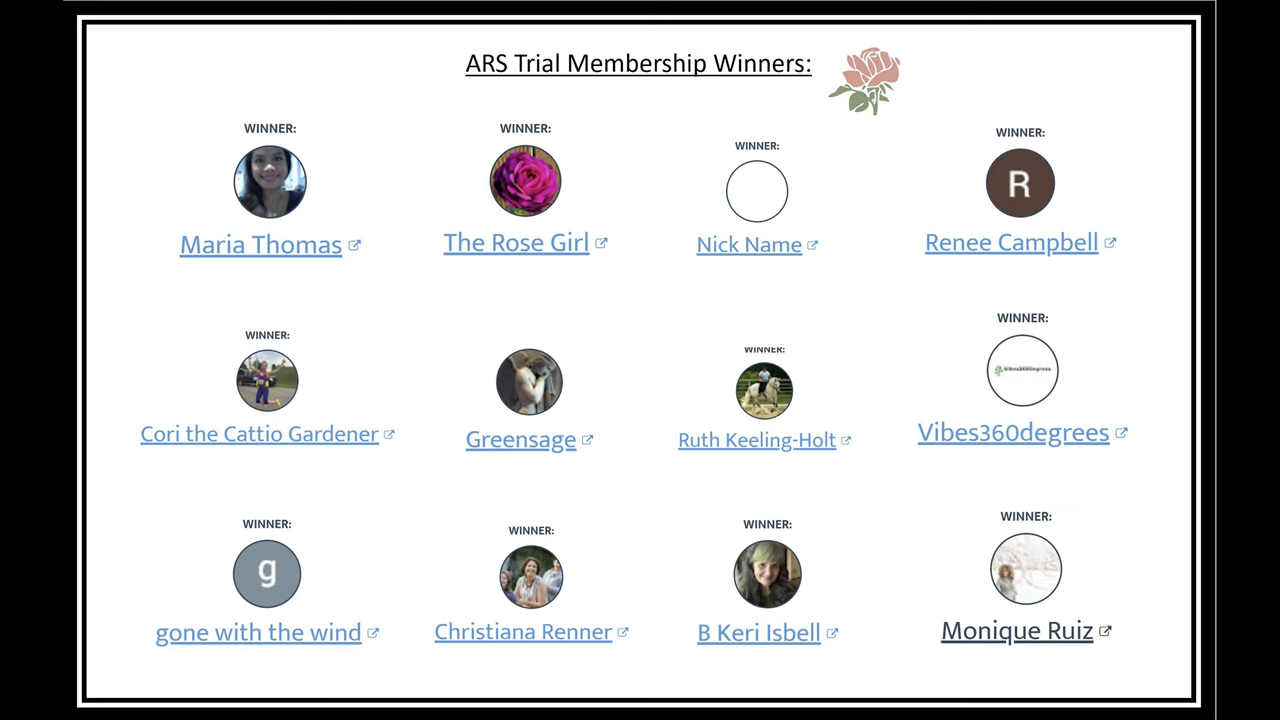 ARS Trial Membership Winners:
WINNER:
Maria Thomas
WINNER:
The Rose Girl
WINNER:
Nick Name
WINNER:
R
Renee Campbell
WINNER:
Cori the Cattio Gardener
Greensage
WINNER:
Ruth Keeling-Holt
WINNER:
Vibes360degrees
Vibes360degrees
WINNER:
g
gone with the wind
WINNER:
Christiana Renner
WINNER:
B Keri Isbell
WINNER:
Monique Ruiz